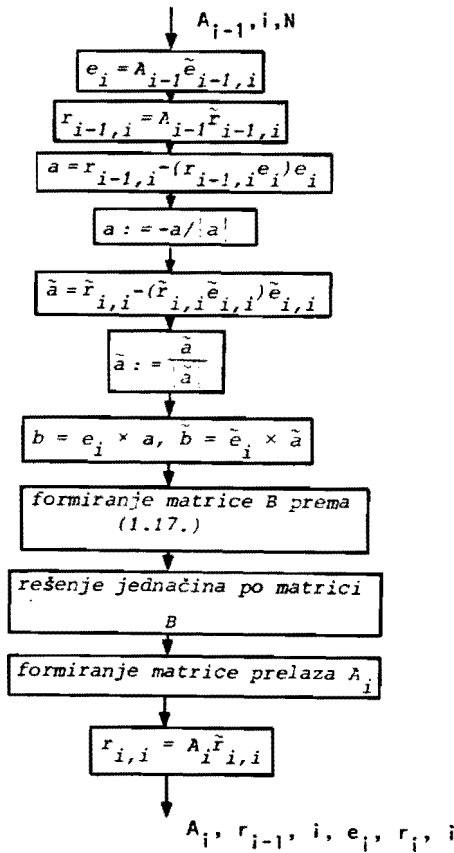 A_{i-1}, i, N
e_i = A_{i-1} ẽ_{i-1,i}
r_{i-1,i} = A_{i-1} r̃_{i-1,i}
a = r_{i-1,i} -(r_{i-1,i} e_i) e_i
a : = -a/|a|
ã = r̃_{i,i} -(r̃_{i,i} ẽ_{i,i}) ẽ_{i,i}
ã : = ã/|ã|
b = e_i × a, b̃ = ẽ_i × ã
formiranje matrice B prema
(1.17.)
rešenje jednačina po matrici
B
formiranje matrice prelaza A_i
r_{i,i} = A_i r̃_{i,i}
A_i, r_{i-1}, i, e_i, r_i, i